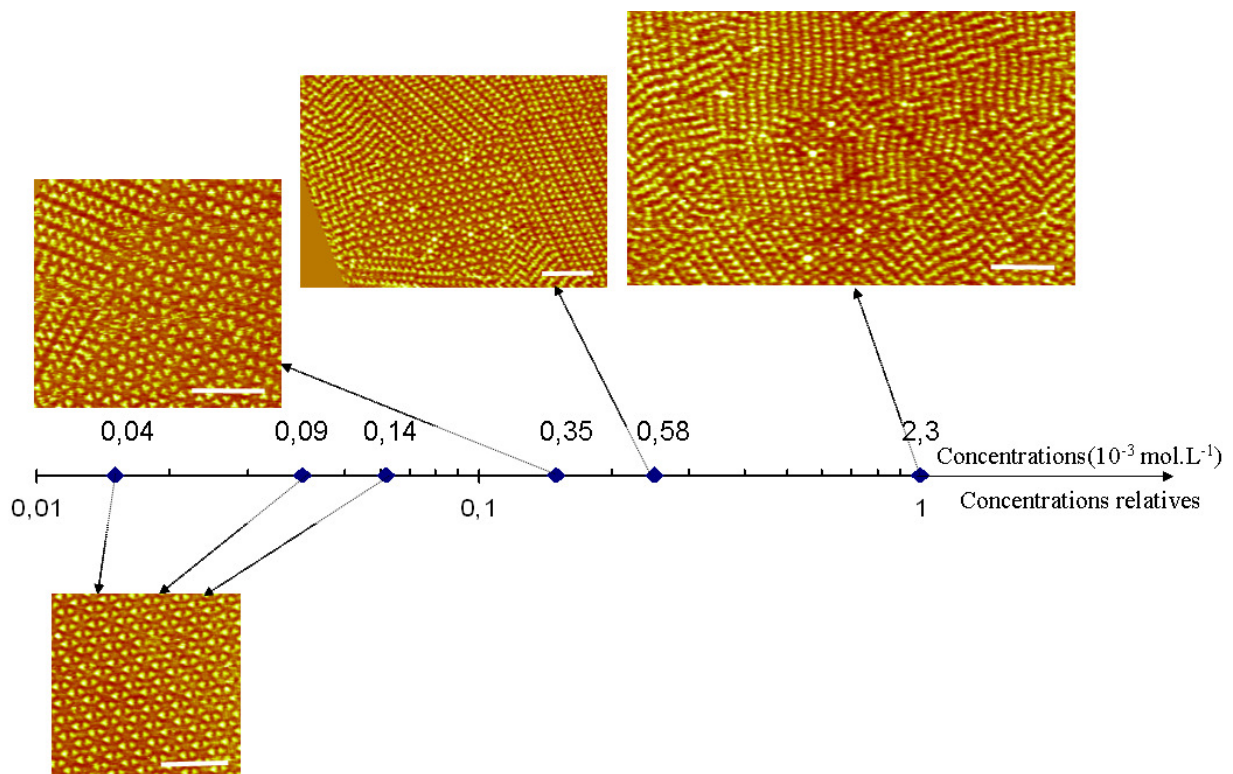 0,04 0,09 0,14 0,35 0,58 2,3
Concentrations(10⁻³ mol.L⁻¹)
0,01 0,1 1
Concentrations relatives